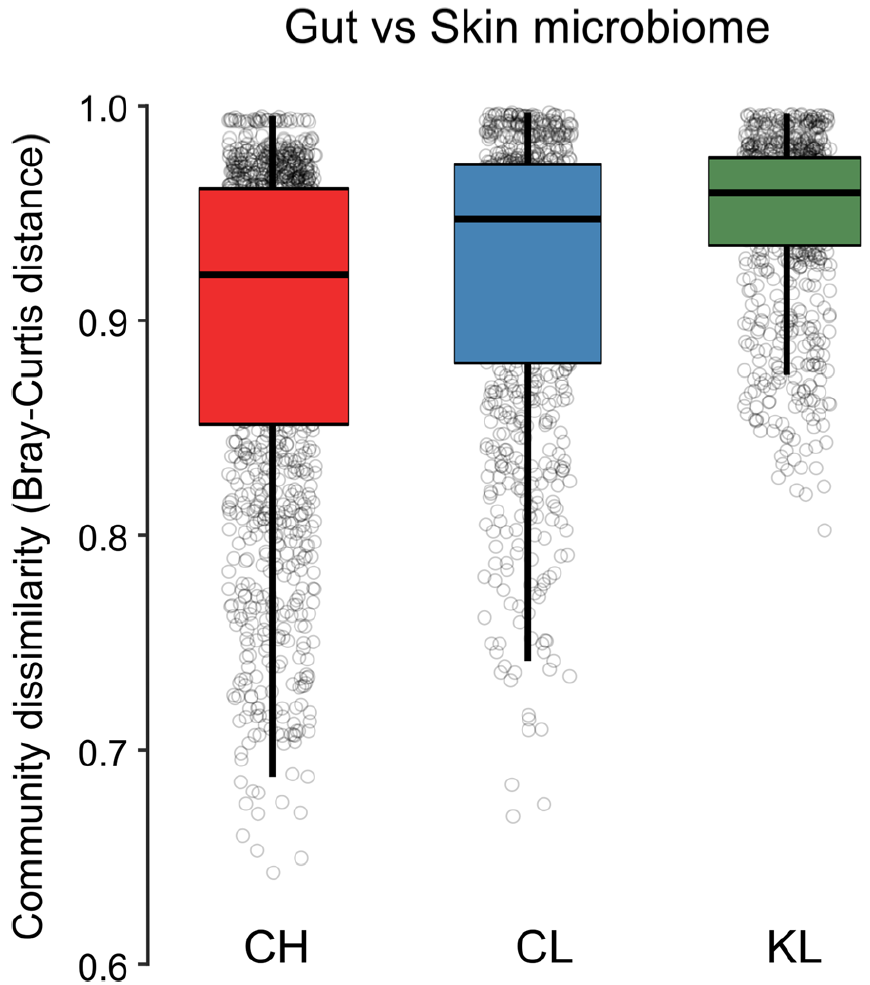 Gut vs Skin microbiome
Community dissimilarity (Bray-Curtis distance)
1.0
0.9
0.8
0.7
0.6
CH CL KL